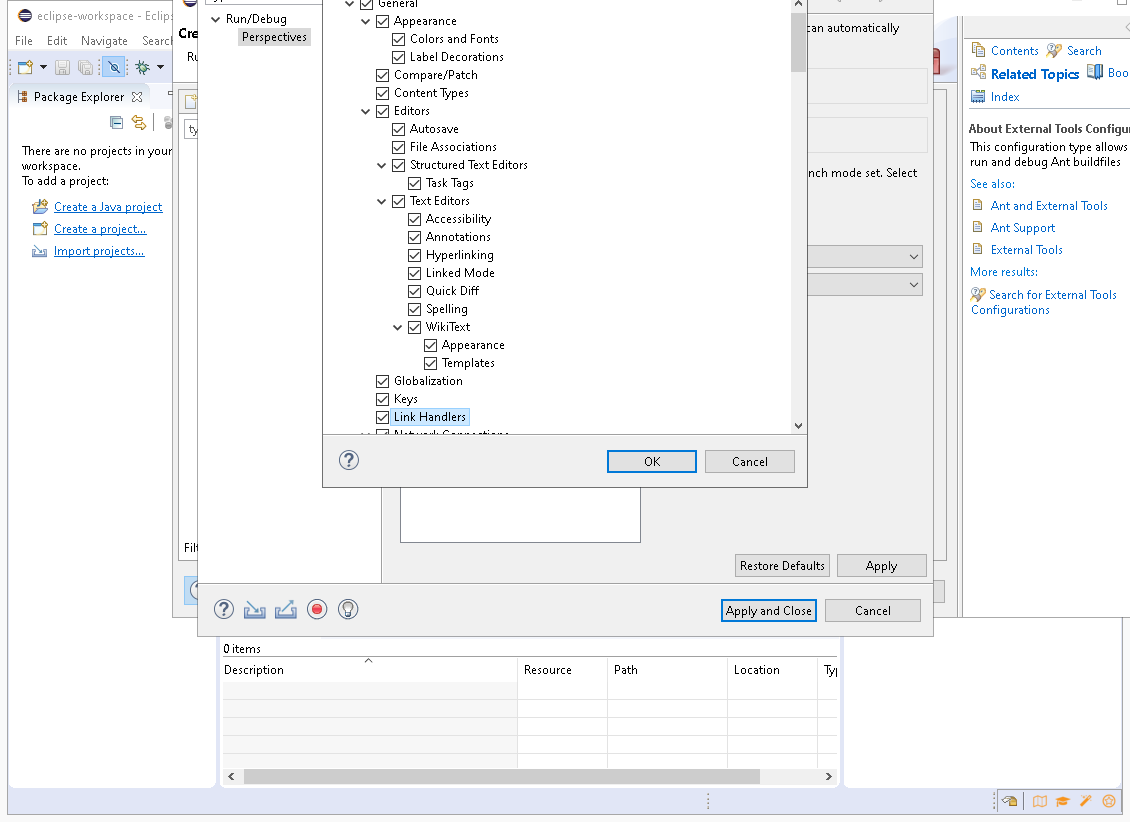 eclipse-workspace - Eclips
File Edit Navigate Search
Package Explorer
There are no projects in your
workspace.
To add a project:
Create a Java project
Create a project...
Import projects...
Cre
Ru
ty
Filt
Run/Debug
Perspectives
General
Appearance
Colors and Fonts
Label Decorations
Compare/Patch
Content Types
Editors
Autosave
File Associations
Structured Text Editors
Task Tags
Text Editors
Accessibility
Annotations
Hyperlinking
Linked Mode
Quick Diff
Spelling
WikiText
Appearance
Templates
Globalization
Keys
Link Handlers
Network Connections
OK Cancel
can automatically
nch mode set. Select
Restore Defaults Apply
Apply and Close Cancel
Contents Search
Related Topics Boo
Index
About External Tools Configur
This configuration type allows
run and debug Ant buildfiles
See also:
Ant and External Tools
Ant Support
External Tools
More results:
Search for External Tools
Configurations
0 items
Description Resource Path Location Typ